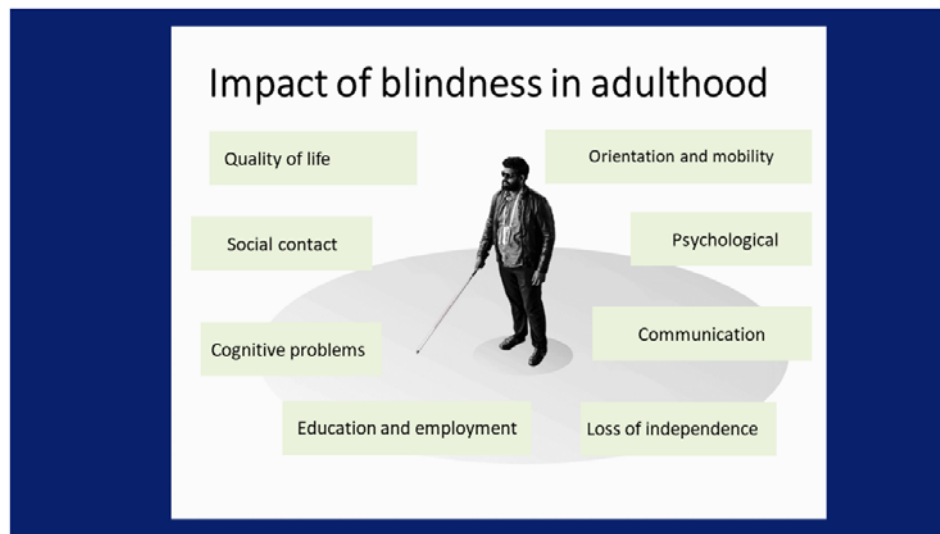 Impact of blindness in adulthood
Quality of life
Orientation and mobility
Social contact
Psychological
Cognitive problems
Communication
Education and employment
Loss of independence